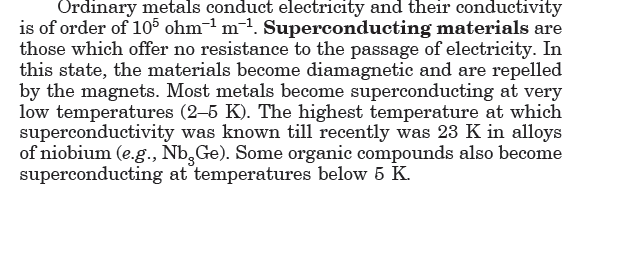 Ordinary metals conduct electricity and their conductivity
is of order of 10⁵ ohm⁻¹ m⁻¹. Superconducting materials are
those which offer no resistance to the passage of electricity. In
this state, the materials become diamagnetic and are repelled
by the magnets. Most metals become superconducting at very
low temperatures (2–5 K). The highest temperature at which
superconductivity was known till recently was 23 K in alloys
of niobium (e.g., Nb₃Ge). Some organic compounds also become
superconducting at temperatures below 5 K.